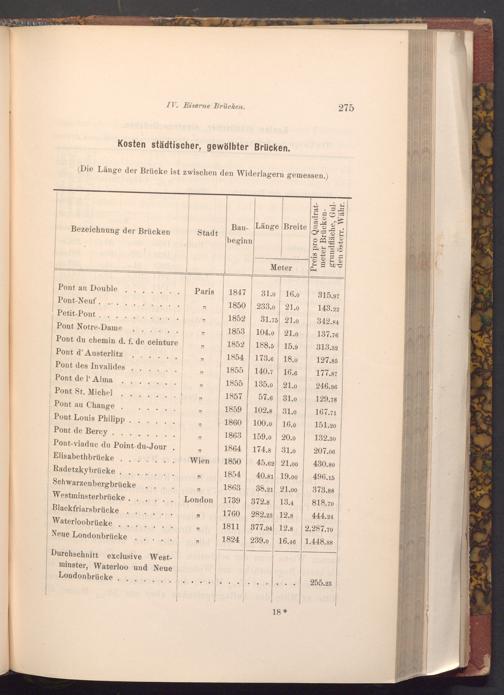 IV. Eiserne Brücken. 275
Kosten städtischer, gewölbter Brücken.
(Die Länge der Brücke ist zwischen den Widerlagern gemessen.)
Bezeichnung der Brücken Stadt Bau-beginn Länge Breite Preis pro Quadrat-meter Brücken-grundfläche, Gul-den österr. Währ.
Meter
Pont au Double . . . . . . . Paris 1847 31.0 16.0 315.97
Pont-Neuf . . . . . . . . . „ 1850 233.0 21.0 143.22
Petit-Pont . . . . . . . . . „ 1852 31.75 21.0 342.84
Pont Notre-Dame . . . . . . „ 1853 104.0 21.0 137.76
Pont du chemin d. f. de ceinture „ 1852 188.5 15.9 313.32
Pont d'Austerlitz . . . . . . „ 1854 173.6 18.0 127.85
Pont des Invalides . . . . . . „ 1855 140.7 16.6 177.87
Pont de l'Alma . . . . . . . „ 1855 135.0 21.0 246.96
Pont St. Michel . . . . . . . „ 1857 57.6 31.0 129.78
Pont au Change . . . . . . . „ 1859 102.8 31.0 167.71
Pont Louis Philipp . . . . . . „ 1860 100.0 16.0 151.20
Pont de Bercy . . . . . . . . „ 1863 159.0 20.0 132.30
Pont-viaduc du Point-du-Jour . „ 1864 174.8 31.0 207.06
Elisabethbrücke . . . . . . . Wien 1850 45.62 21.00 430.80
Radetzkybrücke . . . . . . . „ 1854 40.81 19.00 496.15
Schwarzenbergbrücke . . . . „ 1863 38.21 21.00 373.88
Westminsterbrücke . . . . . . London 1739 372.8 13.4 818.70
Blackfriarsbrücke . . . . . . „ 1760 282.23 12.8 444.24
Waterloobrücke . . . . . . . „ 1811 377.94 12.8 2,287.70
Neue Londonbrücke . . . . . „ 1824 239.0 16.46 1.448.88
Durchschnitt exclusive West-
minster, Waterloo und Neue
Londonbrücke . . . . . . . . . . . . . . . . . . . 255.23
18*